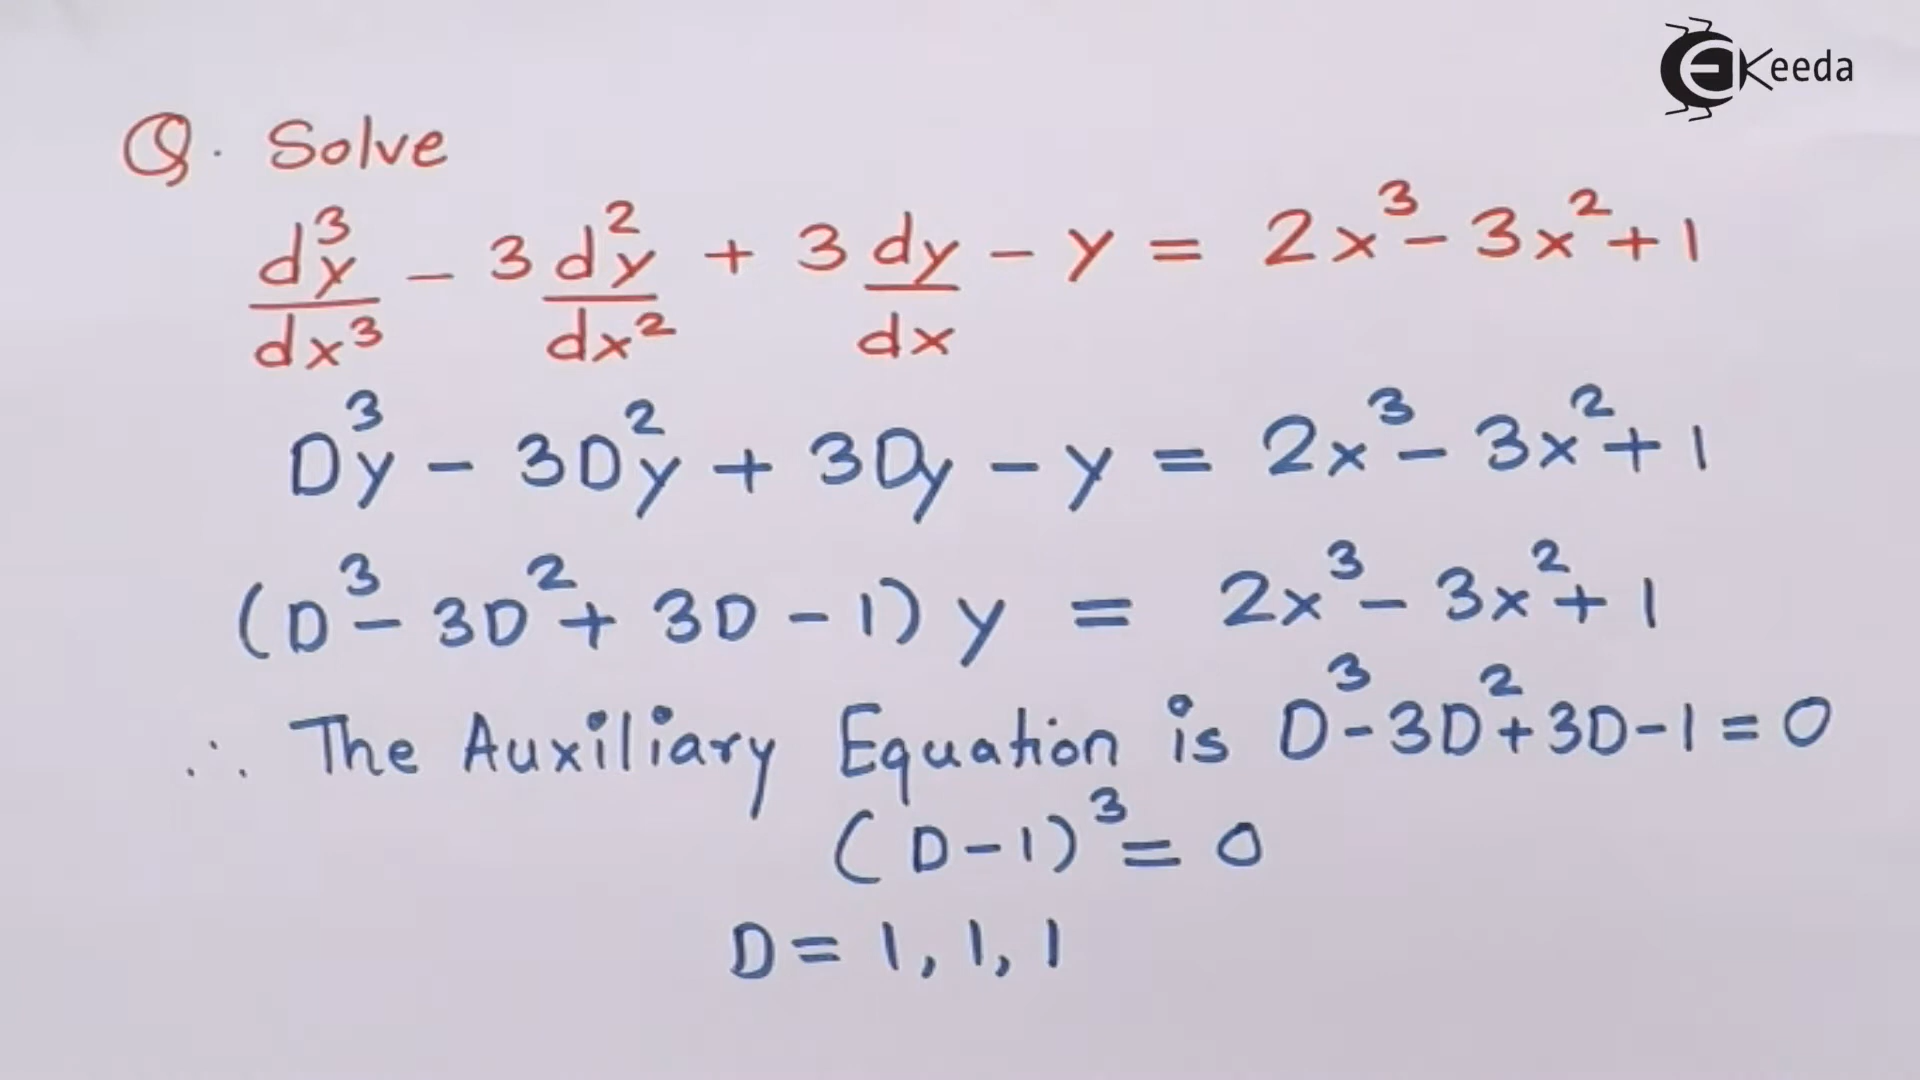 Keeda
Q. Solve
d³y/dx³ - 3 d²y/dx² + 3 dy/dx - y = 2x³ - 3x² + 1
D³y - 3D²y + 3Dy - y = 2x³ - 3x² + 1
(D³ - 3D² + 3D - 1) y = 2x³ - 3x² + 1
∴ The Auxiliary Equation is D³ - 3D² + 3D - 1 = 0
(D - 1)³ = 0
D = 1, 1, 1